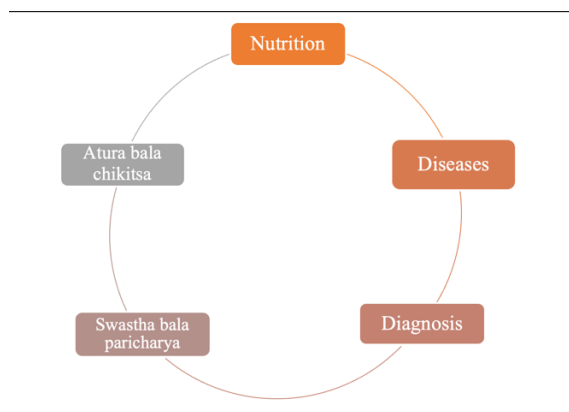 Nutrition
Diseases
Diagnosis
Swastha bala
paricharya
Atura bala
chikitsa